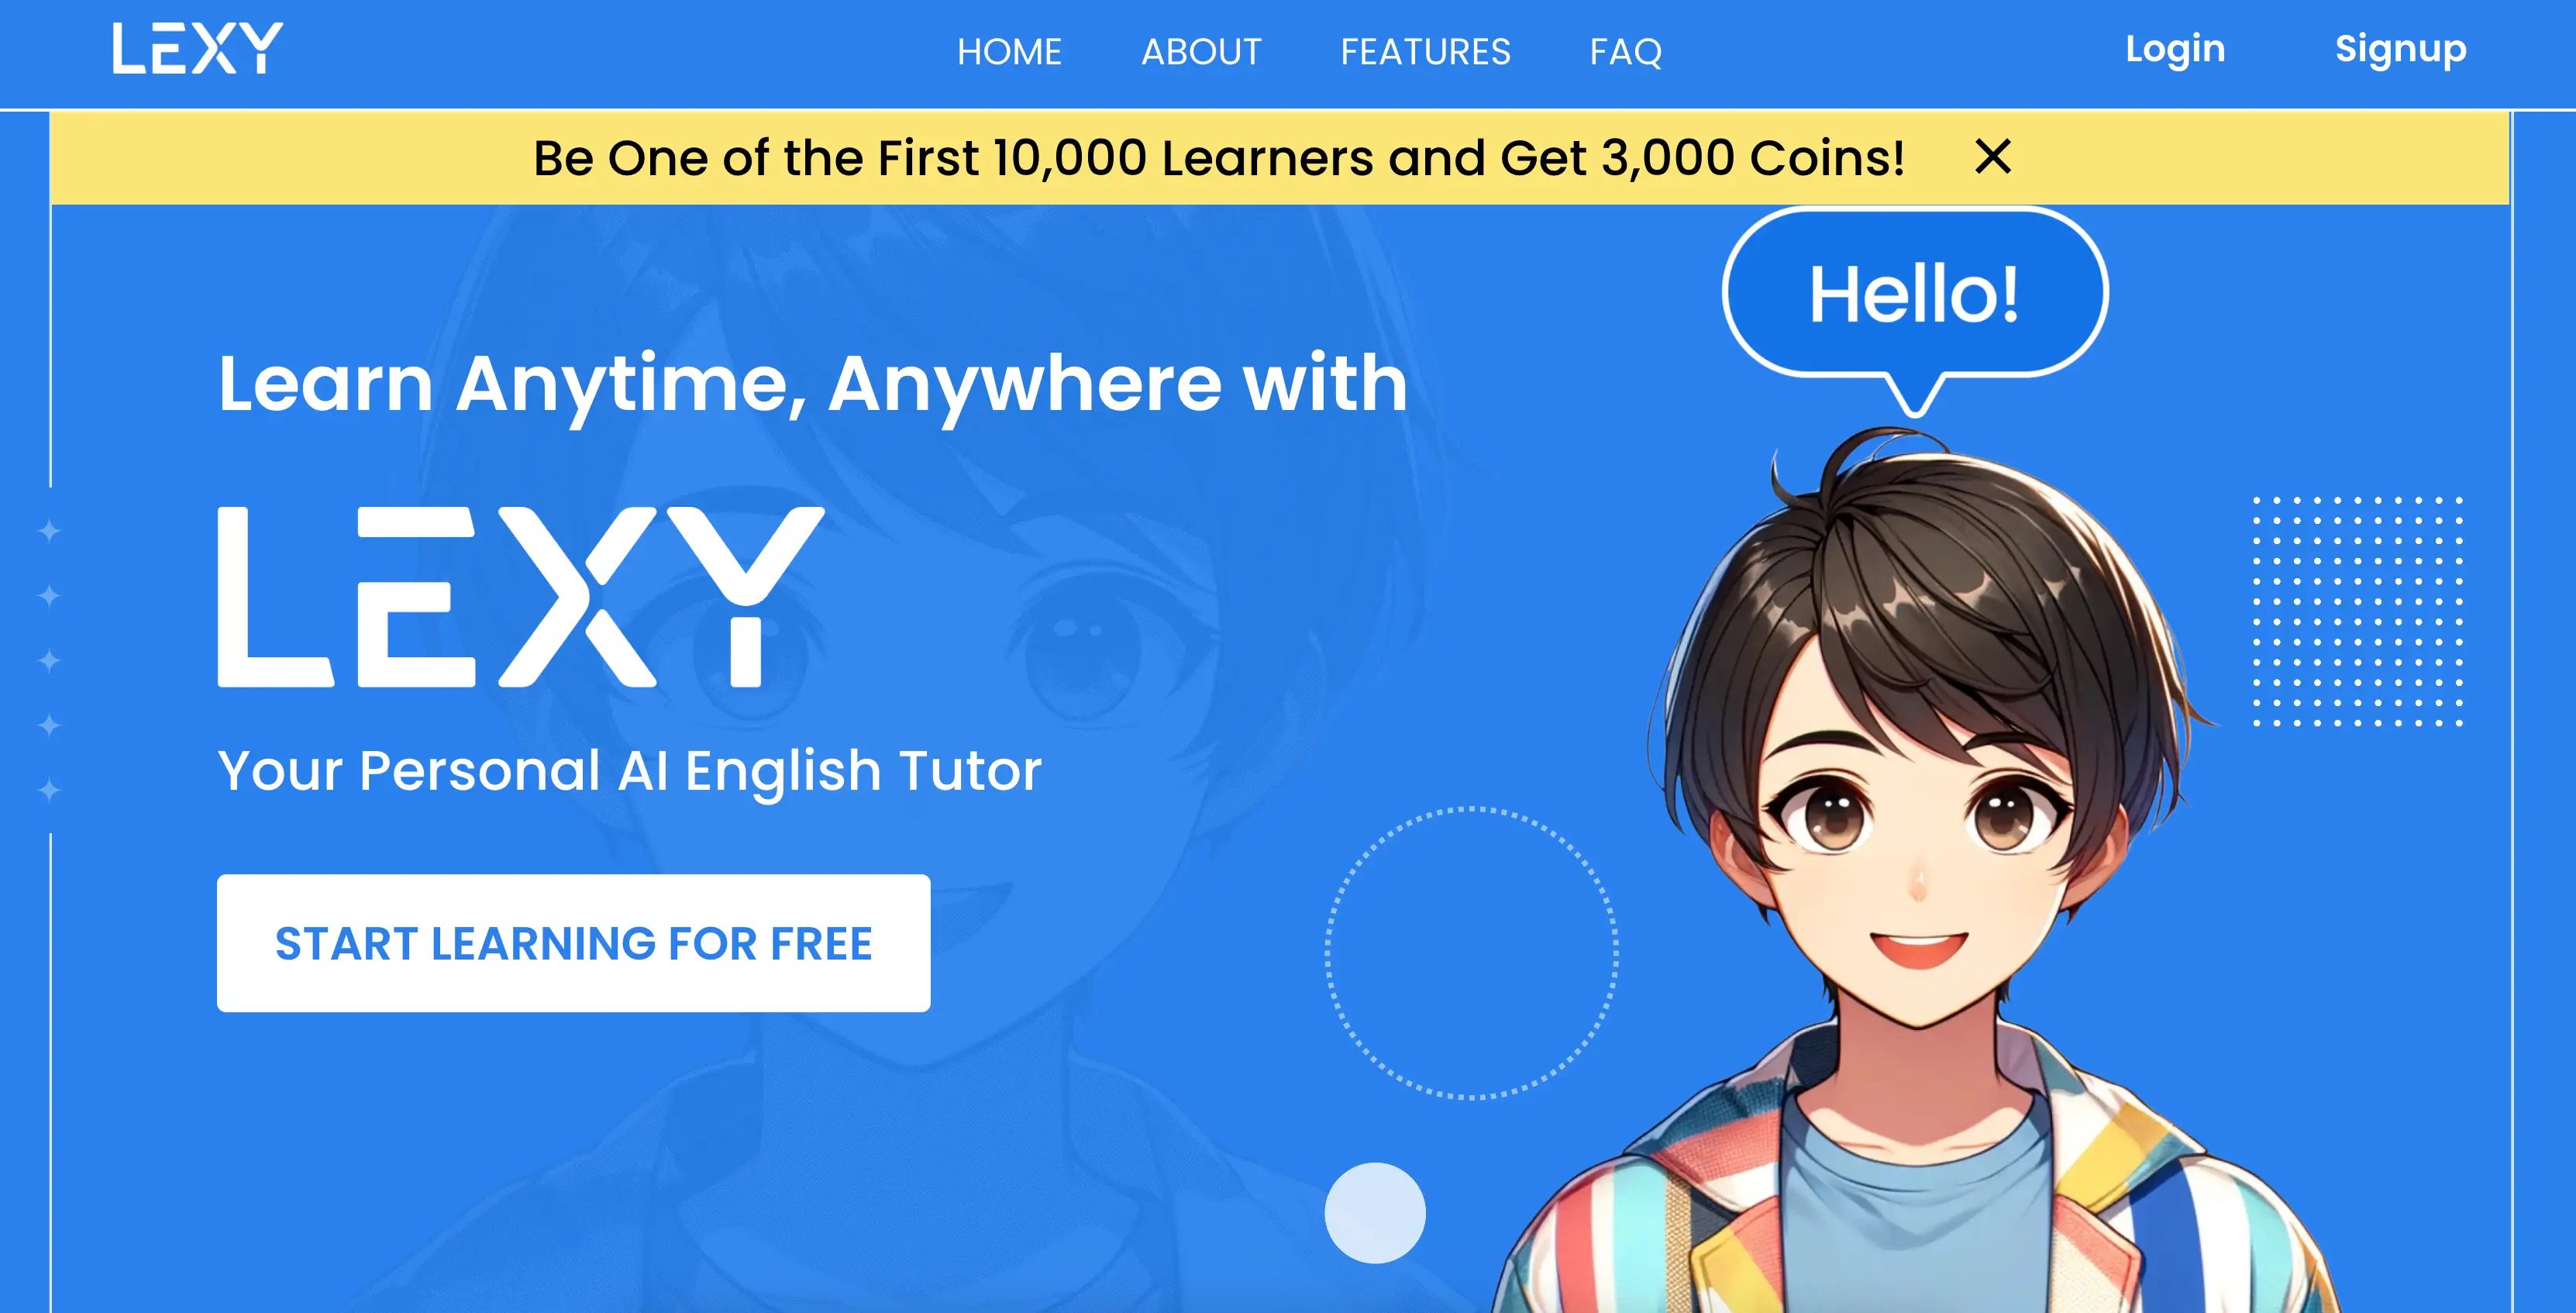 LEXY
HOME ABOUT FEATURES FAQ
Login Signup
Be One of the First 10,000 Learners and Get 3,000 Coins!
Hello!
Learn Anytime, Anywhere with
LEXY
Your Personal AI English Tutor
START LEARNING FOR FREE